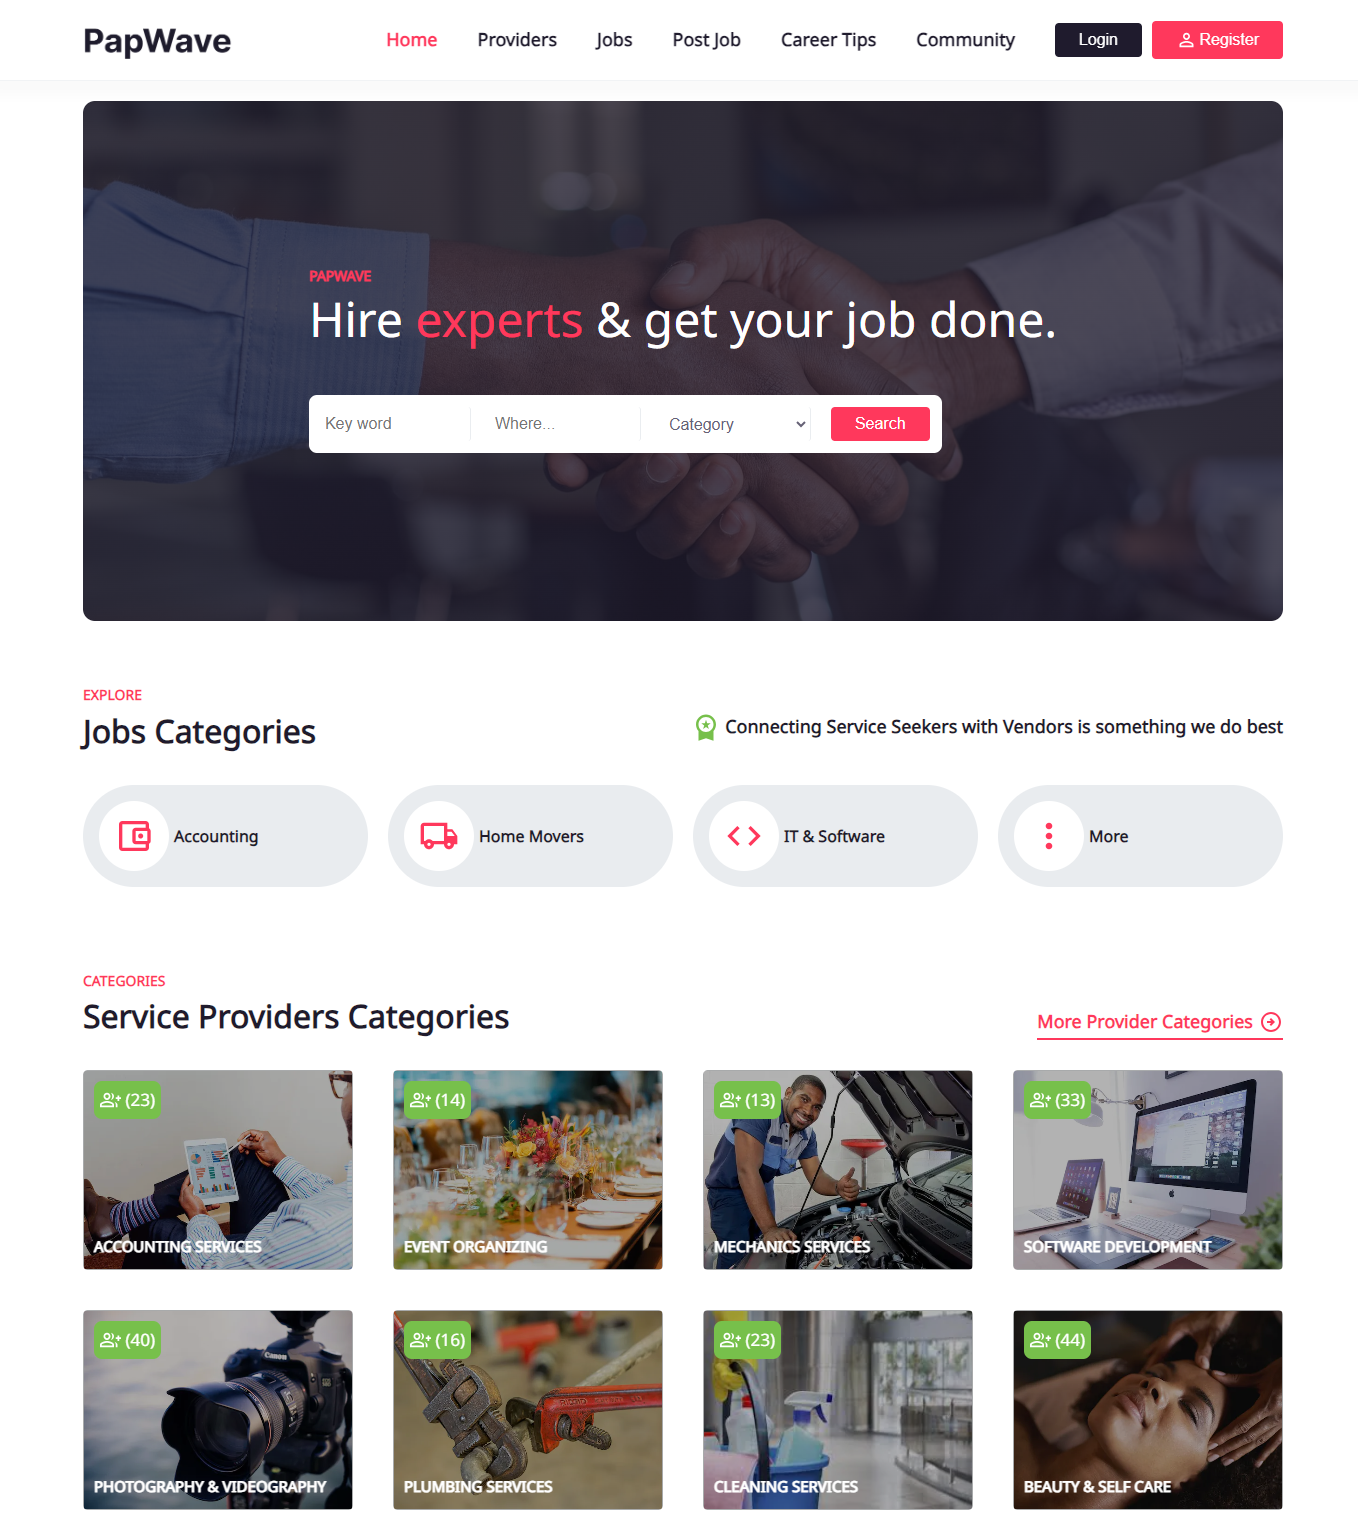 PapWave
Home Providers Jobs Post Job Career Tips Community Login Register
PAPWAVE
Hire experts & get your job done.
Key word Where... Category Search
EXPLORE
Jobs Categories
Connecting Service Seekers with Vendors is something we do best
Accounting Home Movers IT & Software More
CATEGORIES
Service Providers Categories
More Provider Categories
(23) (14) (13) (33)
ACCOUNTING SERVICES EVENT ORGANIZING MECHANICS SERVICES SOFTWARE DEVELOPMENT
(40) (16) (23) (44)
Canon
PHOTOGRAPHY & VIDEOGRAPHY PLUMBING SERVICES CLEANING SERVICES BEAUTY & SELF CARE